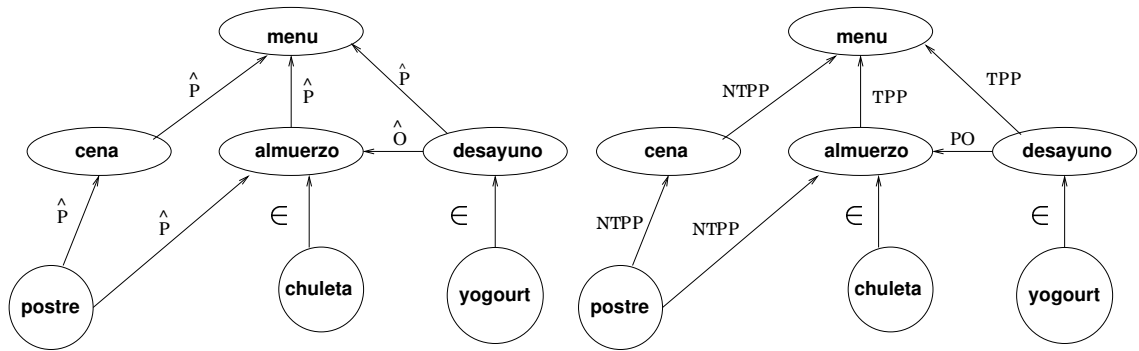 menu menu
P̂ P̂ P̂ NTPP TPP TPP
cena almuerzo Ô desayuno cena almuerzo PO desayuno
P̂ P̂ ∈ ∈ NTPP NTPP ∈ ∈
postre chuleta yogourt postre chuleta yogourt